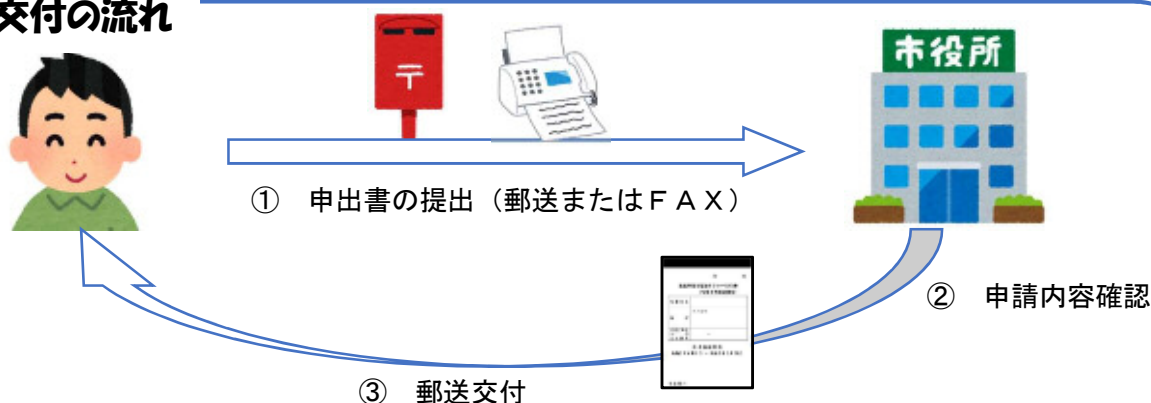 交付の流れ
市役所
〒
① 申出書の提出（郵送またはＦＡＸ）
② 申請内容確認
③ 郵送交付